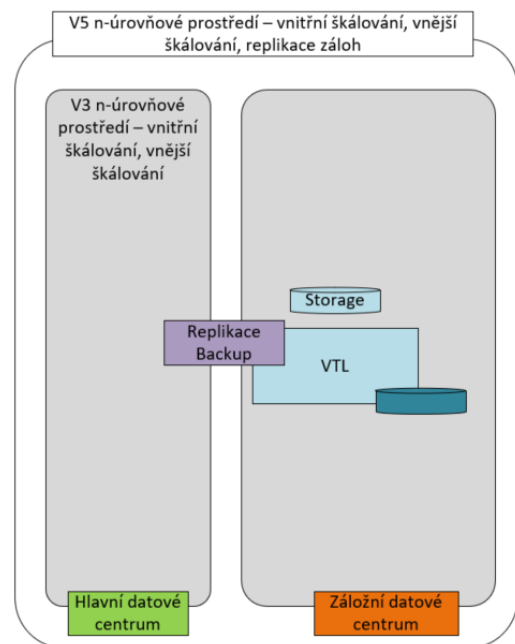 V5 n-úrovňové prostředí – vnitřní škálování, vnější
škálování, replikace záloh
V3 n-úrovňové
prostředí – vnitřní
škálování, vnější
škálování
Storage
Replikace
Backup
VTL
Hlavní datové
centrum
Záložní datové
centrum